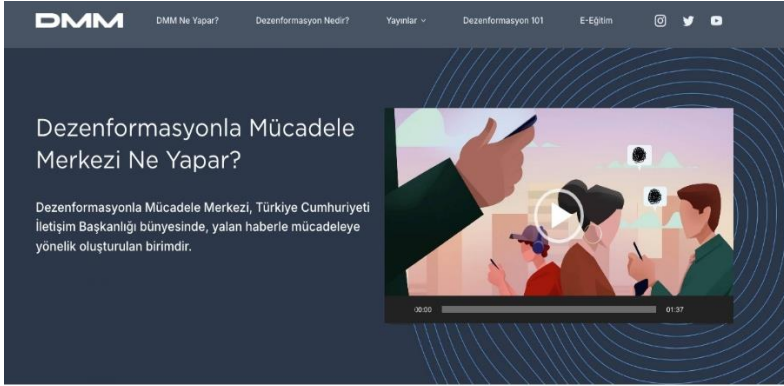 DMM
DMM Ne Yapar?
Dezenformasyon Nedir?
Yayınlar
Dezenformasyon 101
E-Eğitim
Dezenformasyonla Mücadele
Merkezi Ne Yapar?
Dezenformasyonla Mücadele Merkezi, Türkiye Cumhuriyeti
İletişim Başkanlığı bünyesinde, yalan haberle mücadeleye
yönelik oluşturulan birimdir.
00:00
01:37